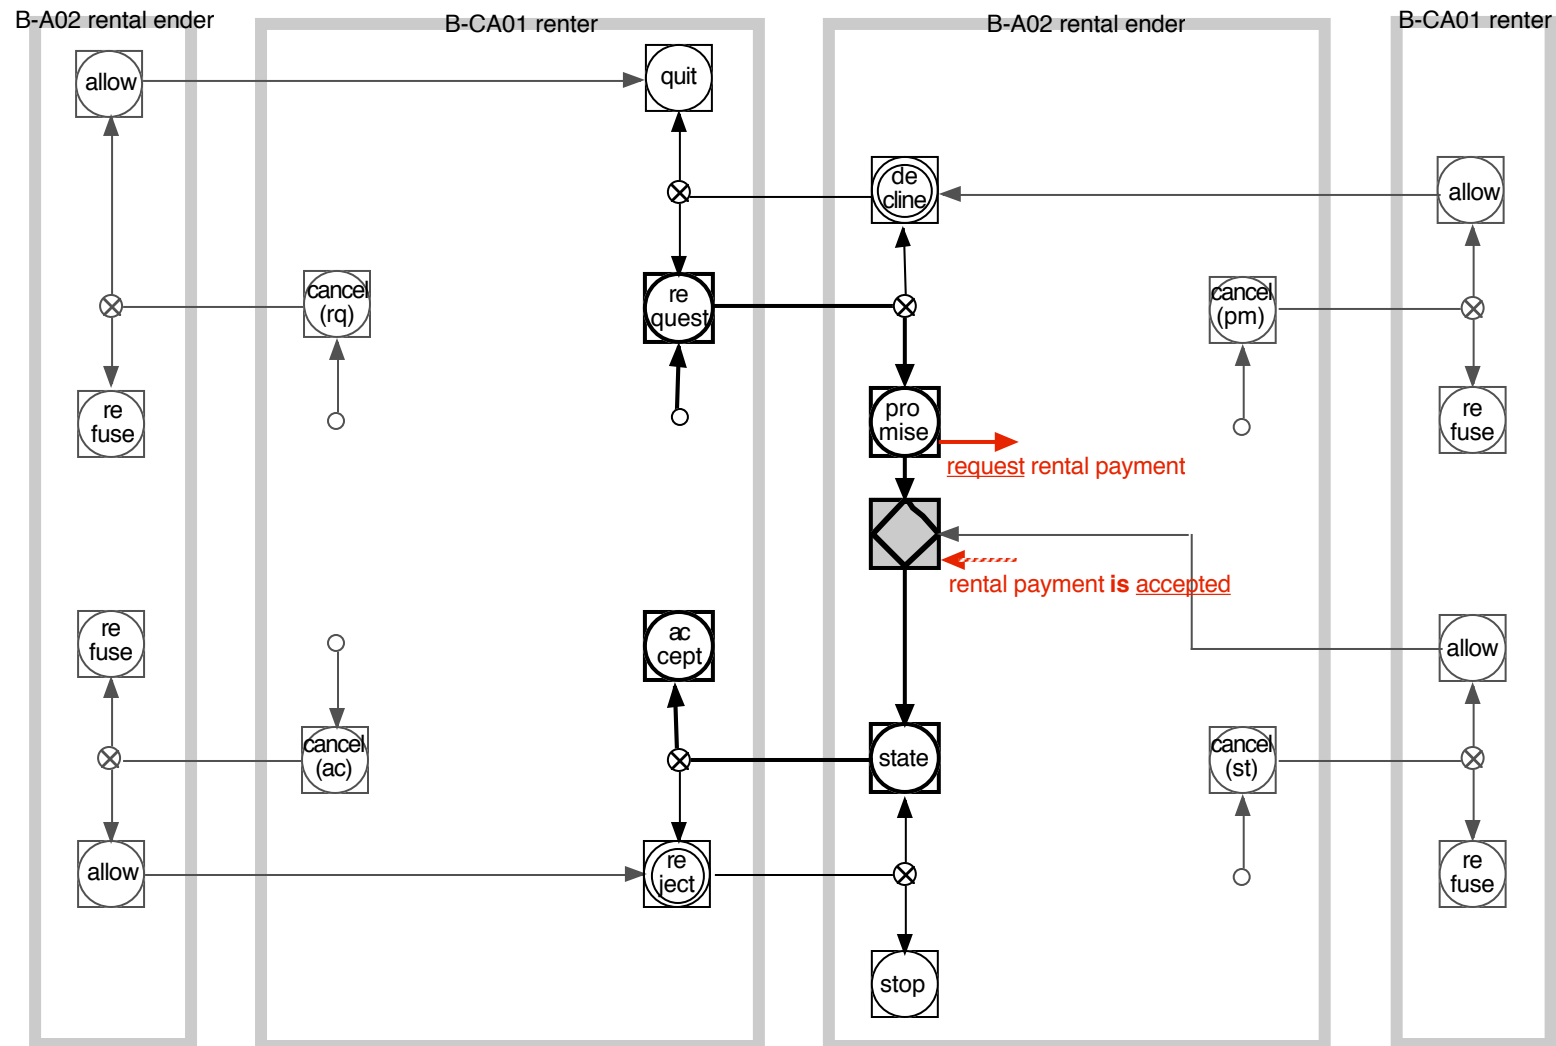 B-A02 rental ender
B-CA01 renter
B-A02 rental ender
B-CA01 renter
allow
quit
de
cline
allow
cancel
(rq)
re
quest
cancel
(pm)
re
fuse
pro
mise
re
fuse
request rental payment
rental payment is accepted
re
fuse
ac
cept
allow
cancel
(ac)
state
cancel
(st)
allow
re
ject
re
fuse
stop